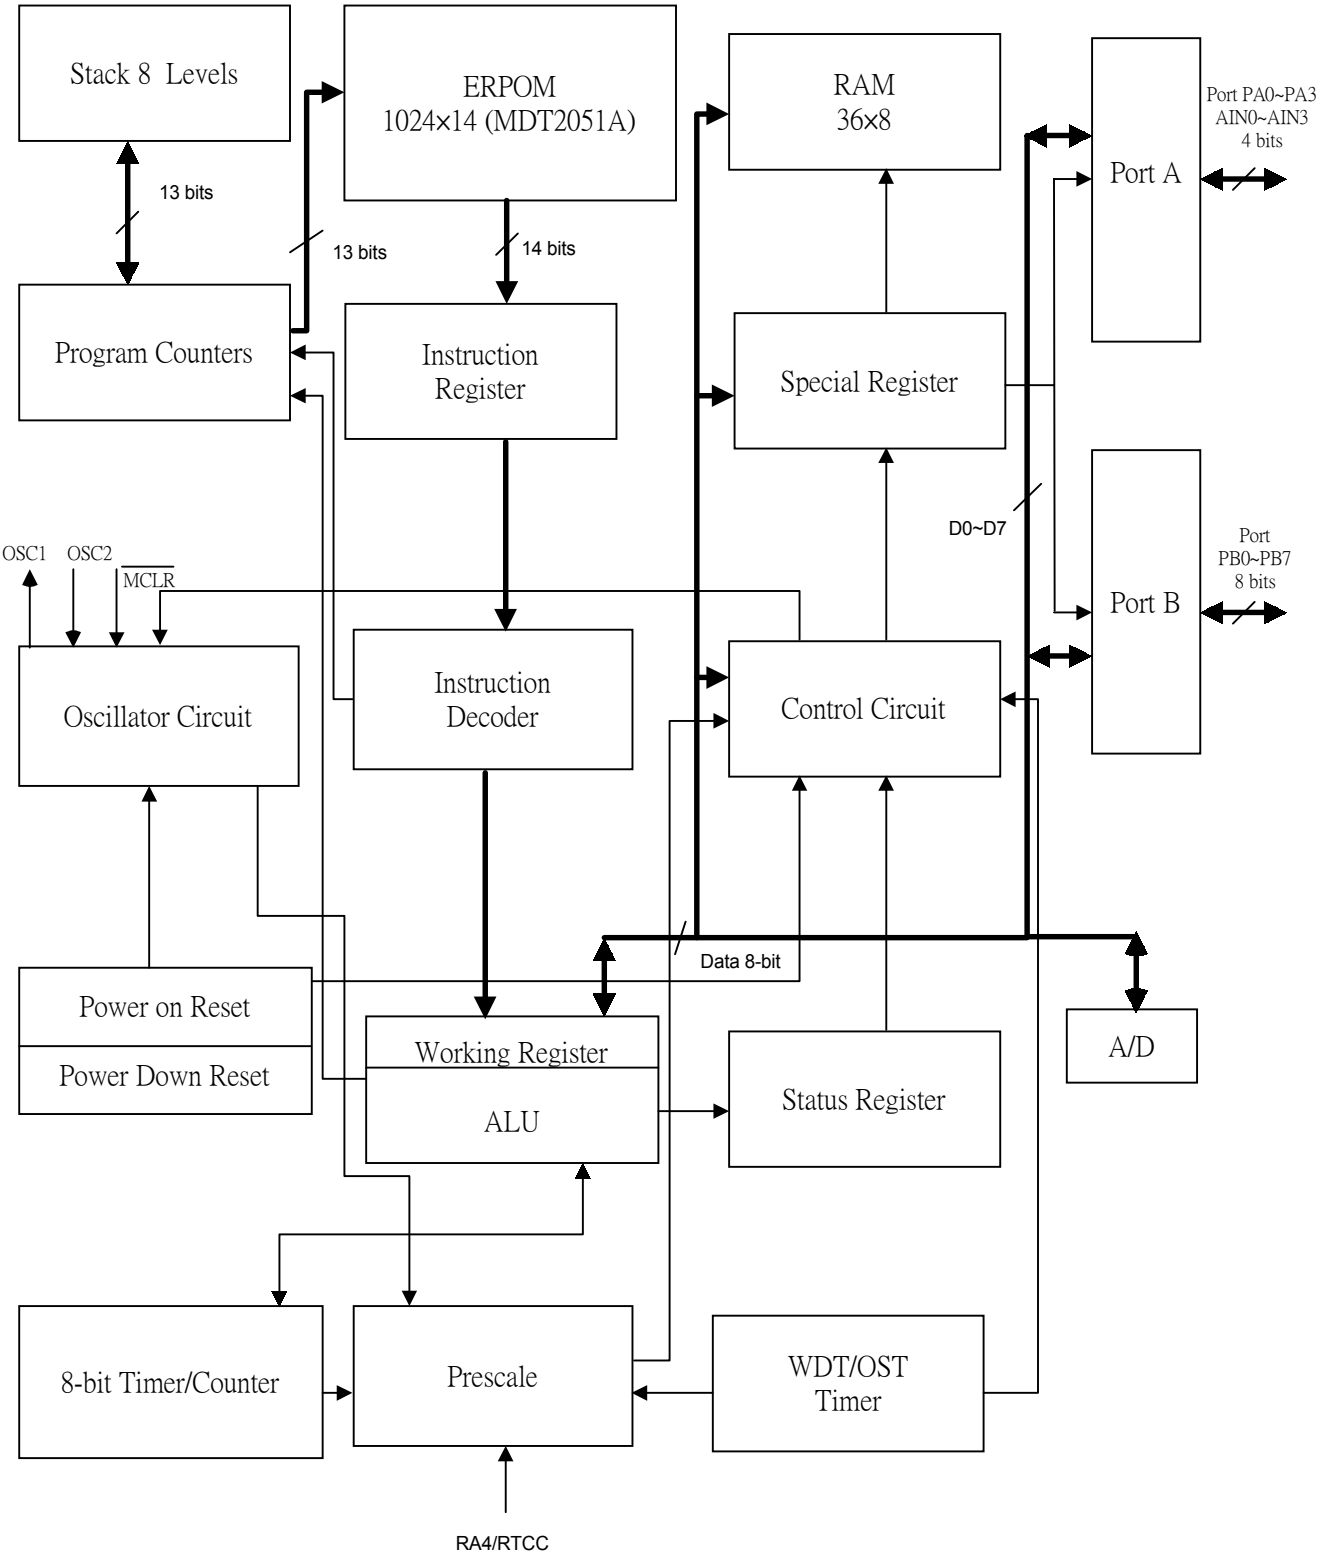 Stack 8 Levels
ERPOM
1024×14 (MDT2051A)
RAM
36×8
Port PA0~PA3
AIN0~AIN3
4 bits
Port A
13 bits
13 bits
14 bits
Program Counters
Instruction
Register
Special Register
D0~D7
OSC1
OSC2
MCLR
Port
PB0~PB7
8 bits
Port B
Oscillator Circuit
Instruction
Decoder
Control Circuit
Data 8-bit
Power on Reset
Power Down Reset
Working Register
ALU
Status Register
A/D
8-bit Timer/Counter
Prescale
WDT/OST
Timer
RA4/RTCC